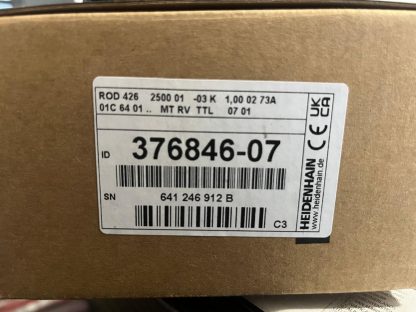 ROD 426 2500 01 -03 K 1,00 02 73A
01C 64 01 .. MT RV TTL 07 01
ID 376846-07
SN 641 246 912 B
C3
HEIDENHAIN
www.heidenhain.de
CE
UK
CA